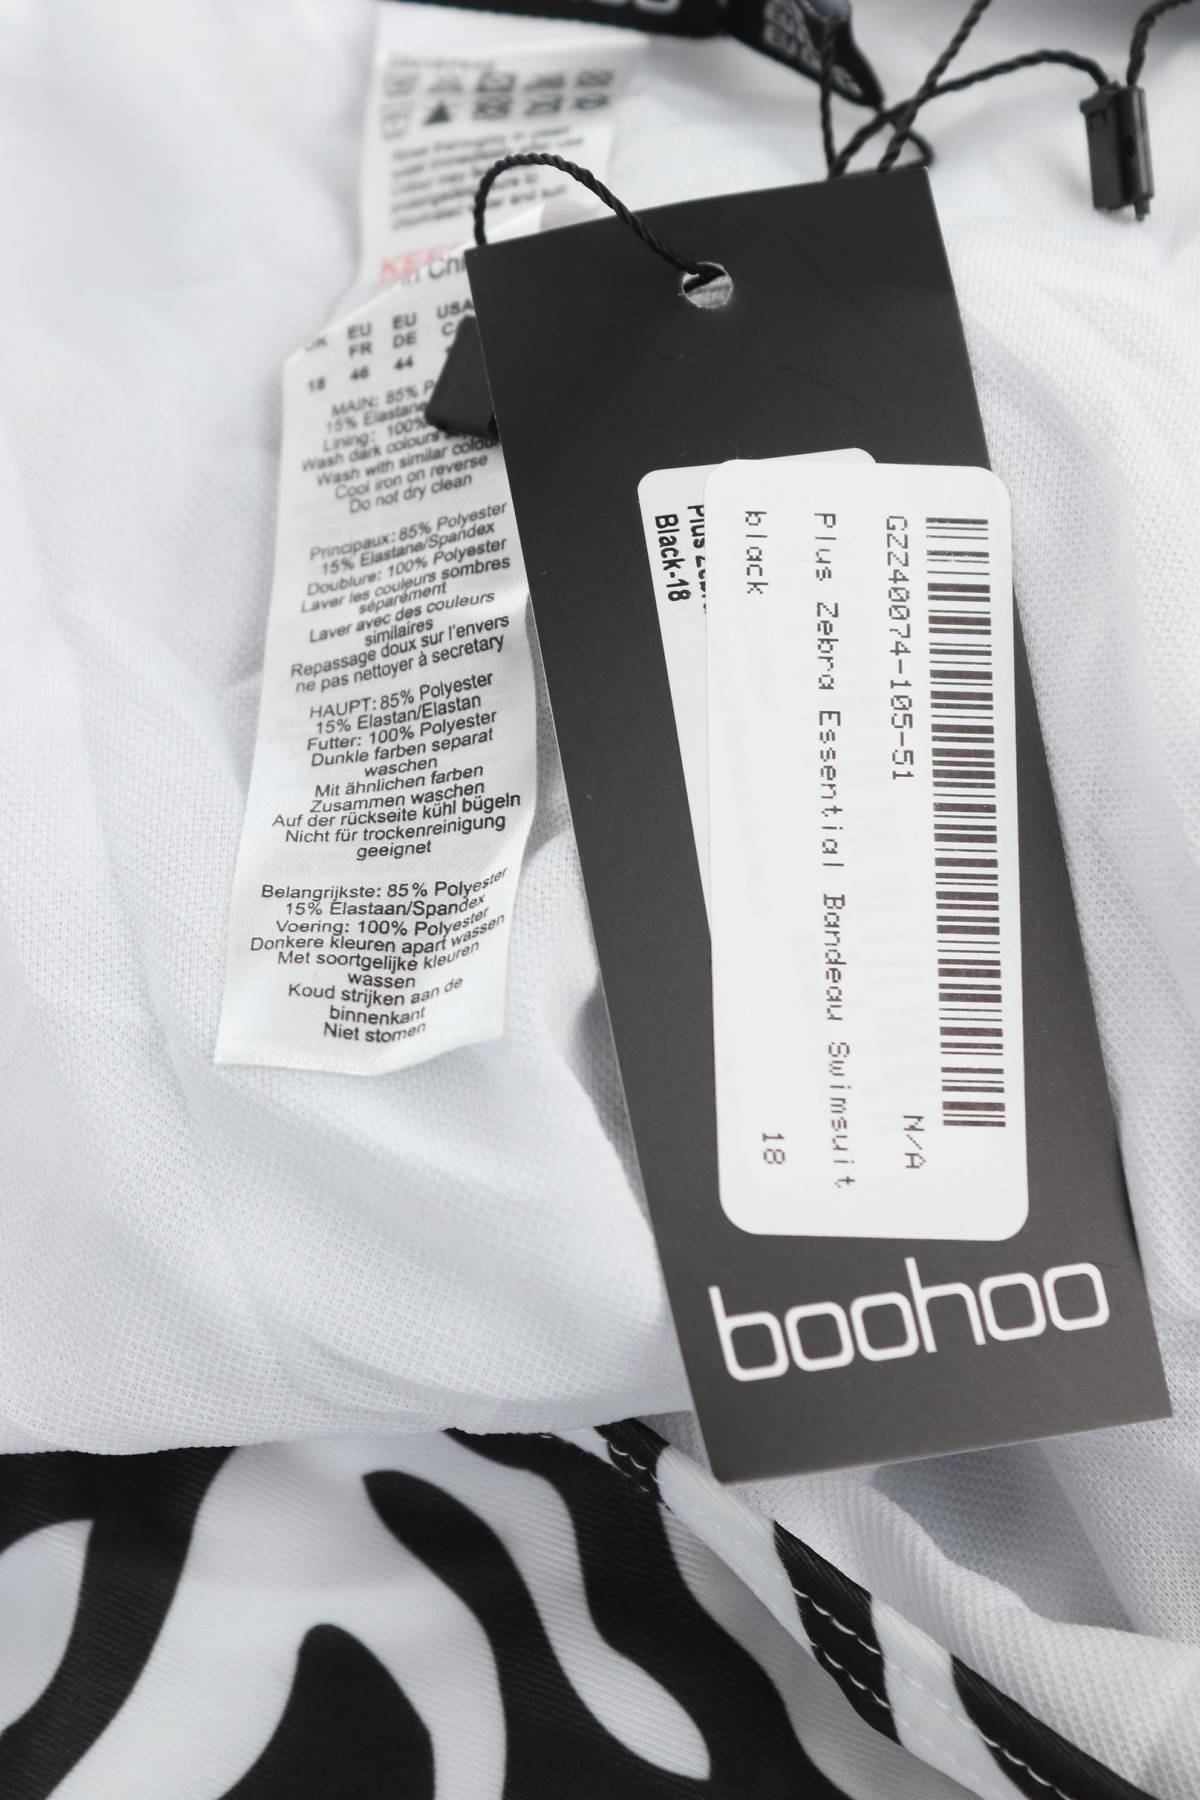 in Chi
UK EU EU USA
FR DE
18 46 44
MAIN: 85% P
15% Elastane
Lining: 100%
Wash dark colours
Wash with similar colou
Cool iron on reverse
Do not dry clean
Principaux: 85% Polyester
15% Elastane/Spandex
Doublure: 100% Polyester
Laver les couleurs sombres
séparément
Laver avec des couleurs
similaires
Repassage doux sur l'envers
ne pas nettoyer à secretary
HAUPT: 85% Polyester
15% Elastan/Elastan
Futter: 100% Polyester
Dunkle farben separat
waschen
Mit ähnlichen farben
Zusammen waschen
Auf der rückseite kühl bügeln
Nicht für trockenreinigung
geeignet
Belangrijkste: 85% Polyester
15% Elastaan/Spandex
Voering: 100% Polyester
Donkere kleuren apart wassen
Met soortgelijke kleuren
wassen
Koud strijken aan de
binnenkant
Niet stomen
GZZ40074-105-51 N/A
Plus Zebra Essential Bandeau Swimsuit
black 18
Plus
Black-18
boohoo